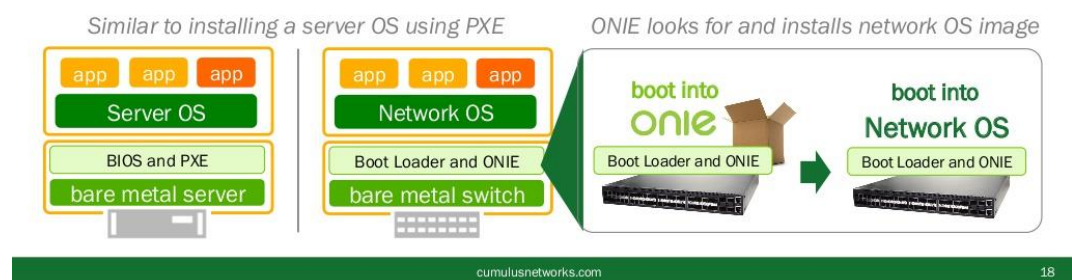 Similar to installing a server OS using PXE
app app app
Server OS
BIOS and PXE
bare metal server
app app app
Network OS
Boot Loader and ONIE
bare metal switch
ONIE looks for and installs network OS image
boot into
onie
Boot Loader and ONIE
boot into
Network OS
Boot Loader and ONIE
cumulusnetworks.com
18